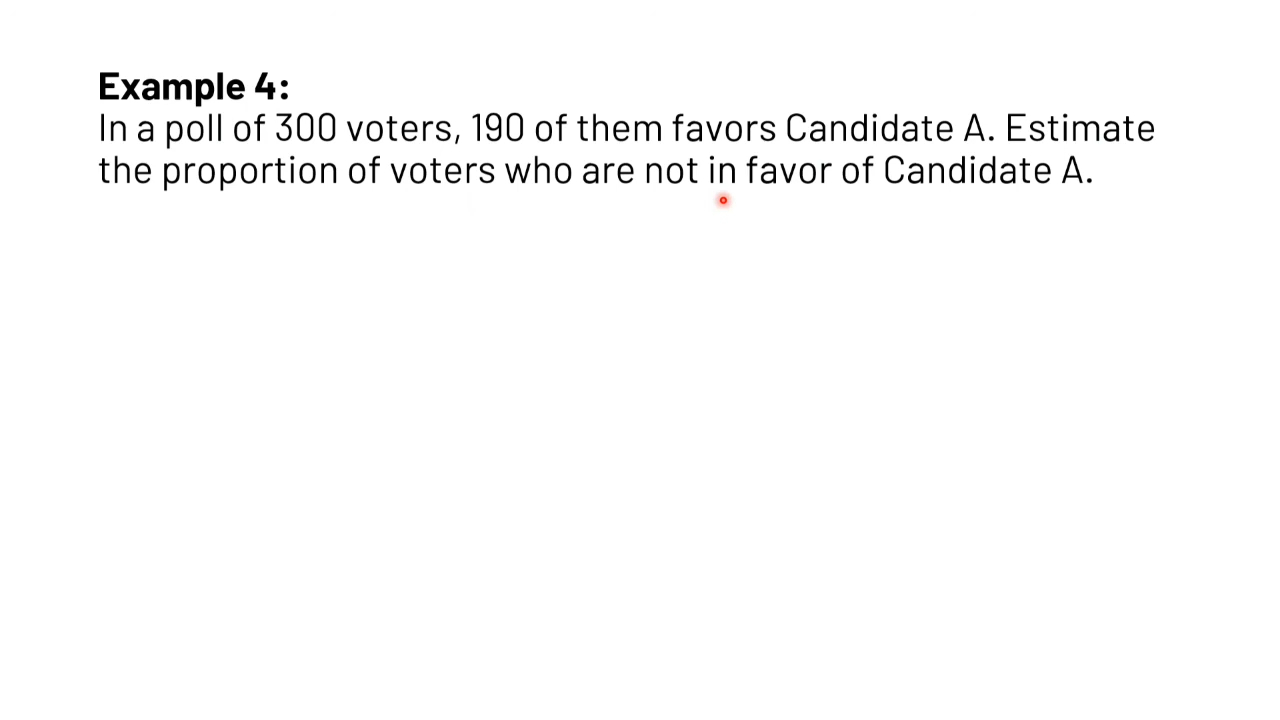 Example 4:
In a poll of 300 voters, 190 of them favors Candidate A. Estimate
the proportion of voters who are not in favor of Candidate A.